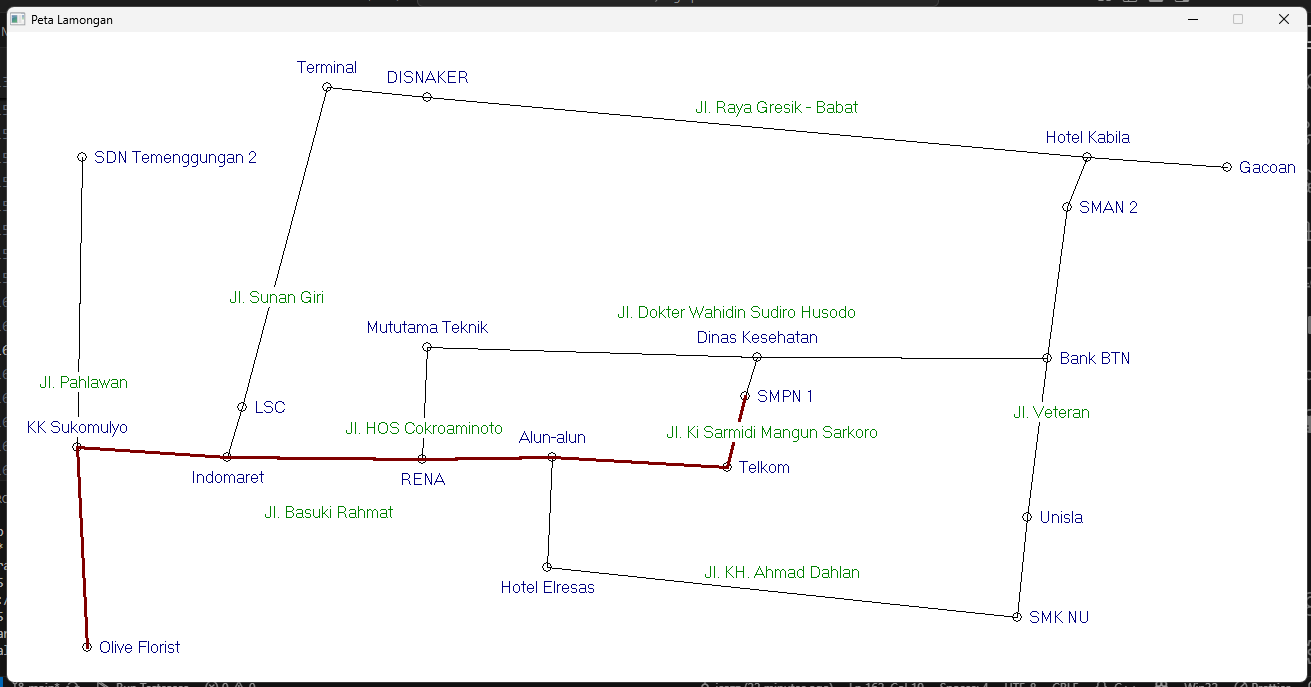 Peta Lamongan
Terminal
DISNAKER
Jl. Raya Gresik - Babat
Hotel Kabila
SDN Temenggungan 2
Gacoan
SMAN 2
Jl. Sunan Giri
Jl. Dokter Wahidin Sudiro Husodo
Mututama Teknik
Dinas Kesehatan
Bank BTN
Jl. Pahlawan
SMPN 1
LSC
Jl. Veteran
KK Sukomulyo
Jl. HOS Cokroaminoto
Jl. Ki Sarmidi Mangun Sarkoro
Alun-alun
Telkom
Indomaret
RENA
Jl. Basuki Rahmat
Unisla
Jl. KH. Ahmad Dahlan
Hotel Elresas
SMK NU
Olive Florist